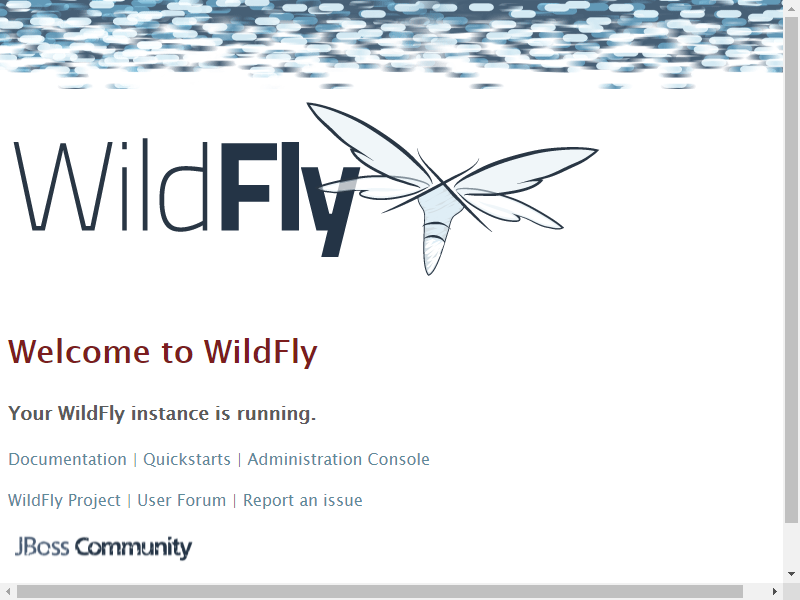 WildFly
Welcome to WildFly
Your WildFly instance is running.
Documentation | Quickstarts | Administration Console
WildFly Project | User Forum | Report an issue
JBoss Community